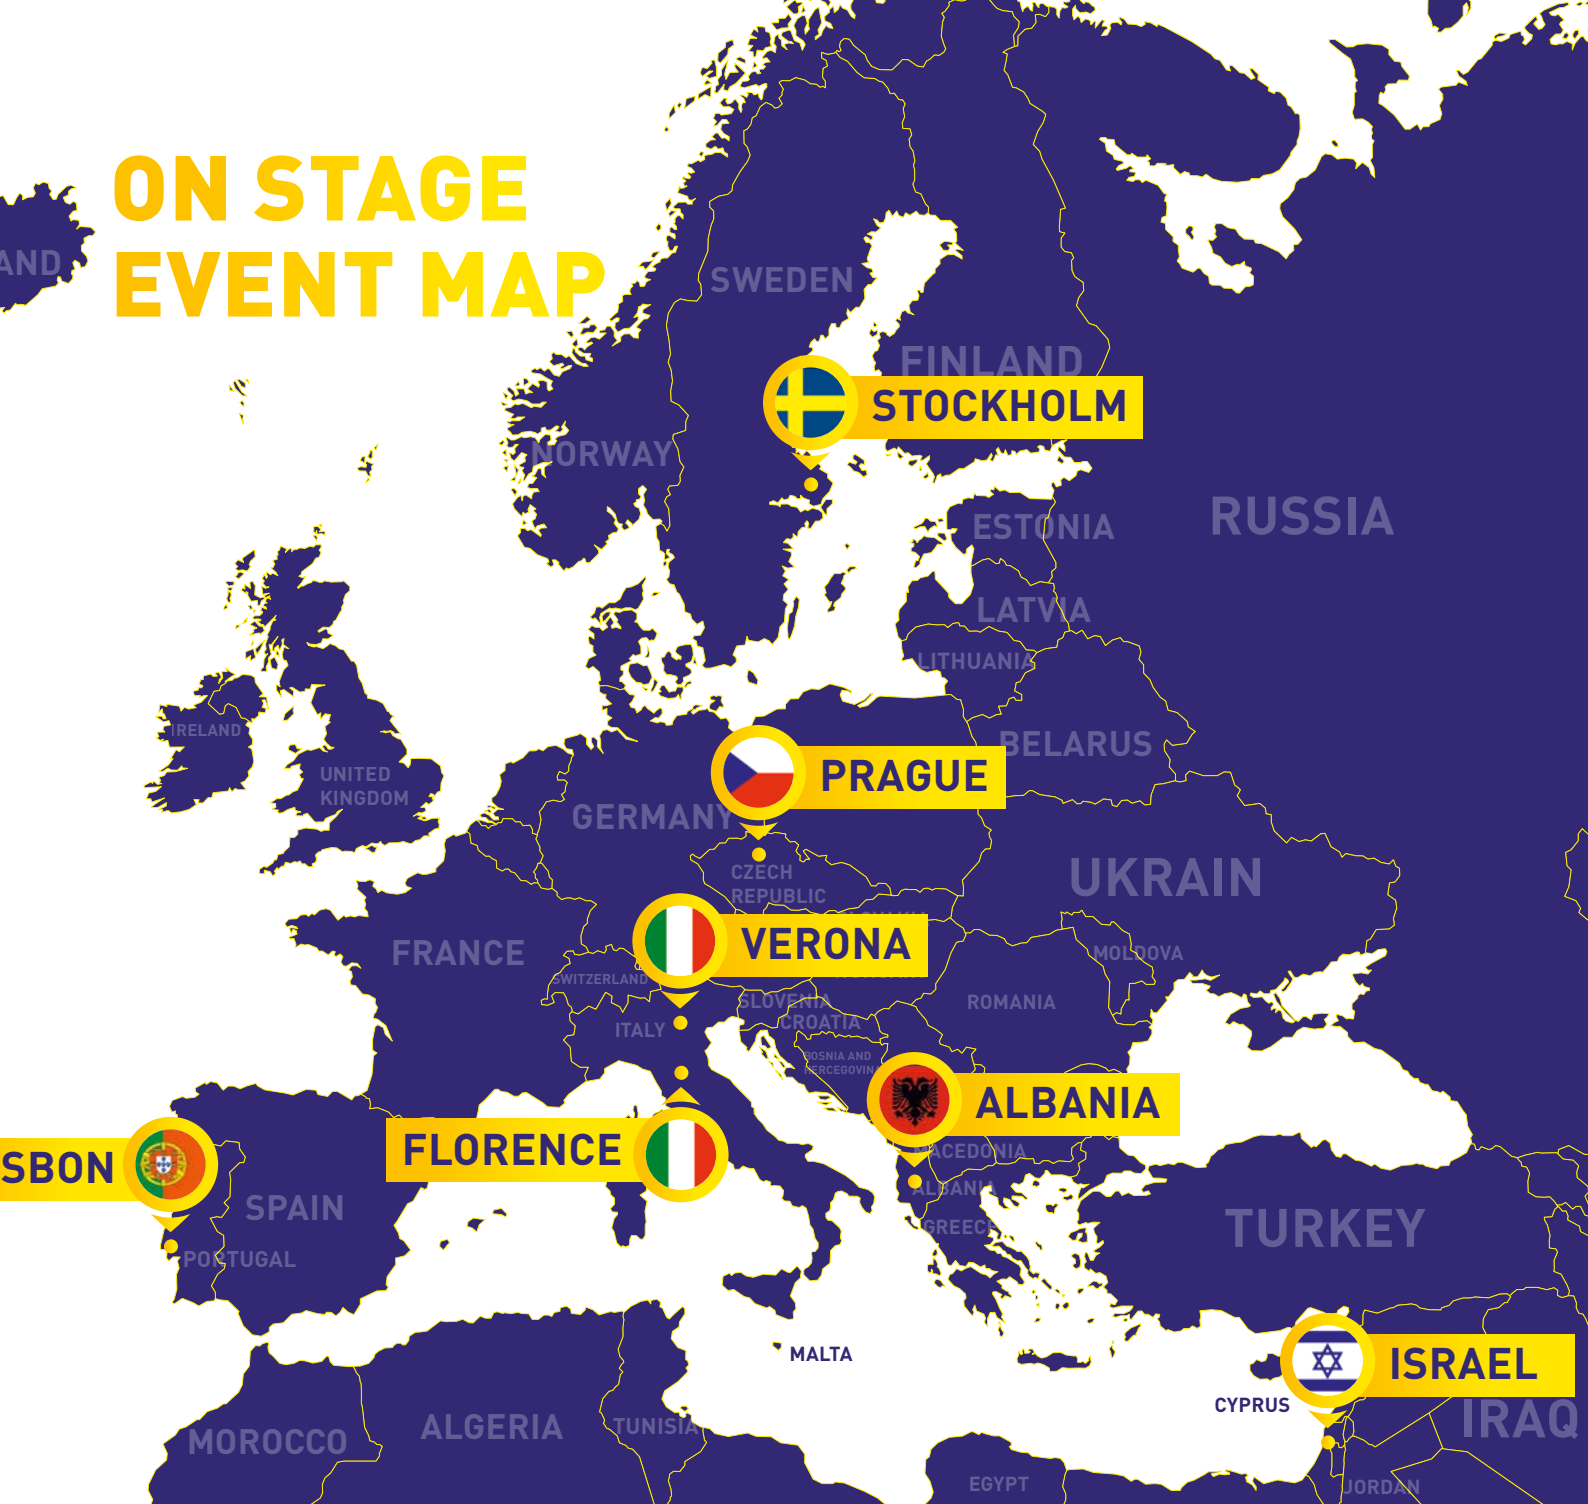 ON STAGE
EVENT MAP
AND
SWEDEN
FINLAND
STOCKHOLM
NORWAY
RUSSIA
ESTONIA
LATVIA
LITHUANIA
IRELAND
BELARUS
UNITED
KINGDOM
PRAGUE
GERMANY
CZECH
REPUBLIC
UKRAIN
VERONA
FRANCE
MOLDOVA
SWITZERLAND
SLOVENIA
ROMANIA
ITALY
CROATIA
BOSNIA AND
HERCEGOVINA
ALBANIA
FLORENCE
MACEDONIA
SBON
ALBANIA
SPAIN
GREECE
TURKEY
PORTUGAL
MALTA
ISRAEL
CYPRUS
IRAQ
MOROCCO
ALGERIA
TUNISIA
EGYPT
JORDAN